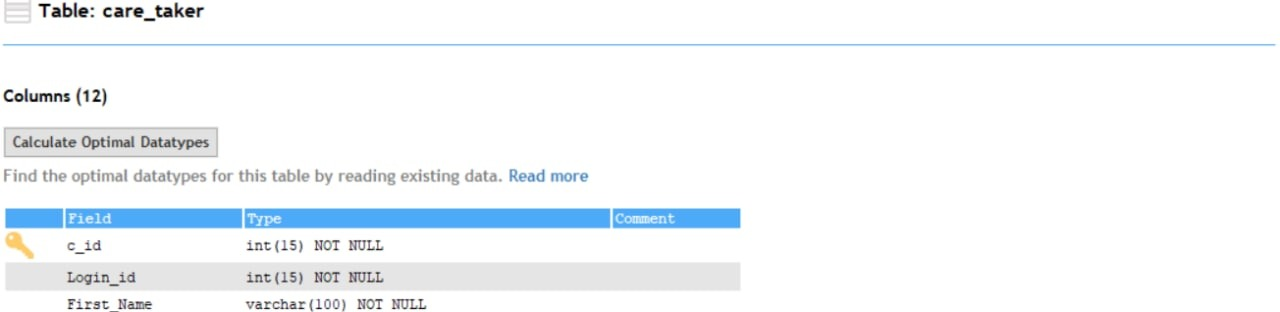 Table: care_taker
Columns (12)
Calculate Optimal Datatypes
Find the optimal datatypes for this table by reading existing data. Read more
Field Type Comment
c_id int(15) NOT NULL
Login_id int(15) NOT NULL
First_Name varchar(100) NOT NULL